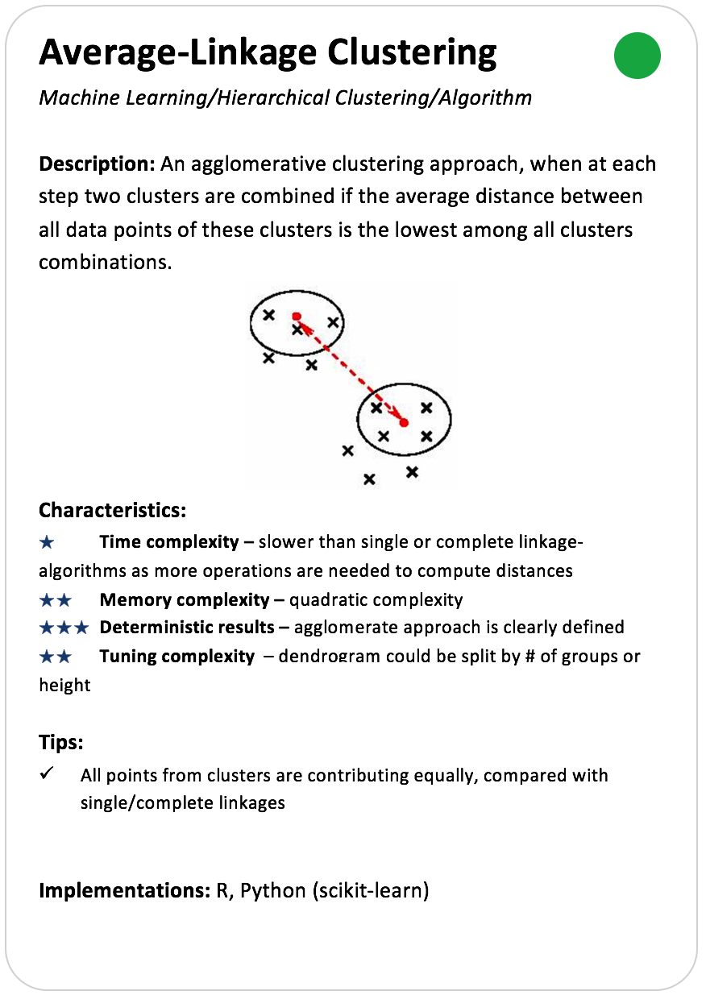 Average-Linkage Clustering
Machine Learning/Hierarchical Clustering/Algorithm
Description: An agglomerative clustering approach, when at each
step two clusters are combined if the average distance between
all data points of these clusters is the lowest among all clusters
combinations.
Characteristics:
★ Time complexity – slower than single or complete linkage-
algorithms as more operations are needed to compute distances
★★ Memory complexity – quadratic complexity
★★★ Deterministic results – agglomerate approach is clearly defined
★★ Tuning complexity – dendrogram could be split by # of groups or
height
Tips:
✓ All points from clusters are contributing equally, compared with
single/complete linkages
Implementations: R, Python (scikit-learn)